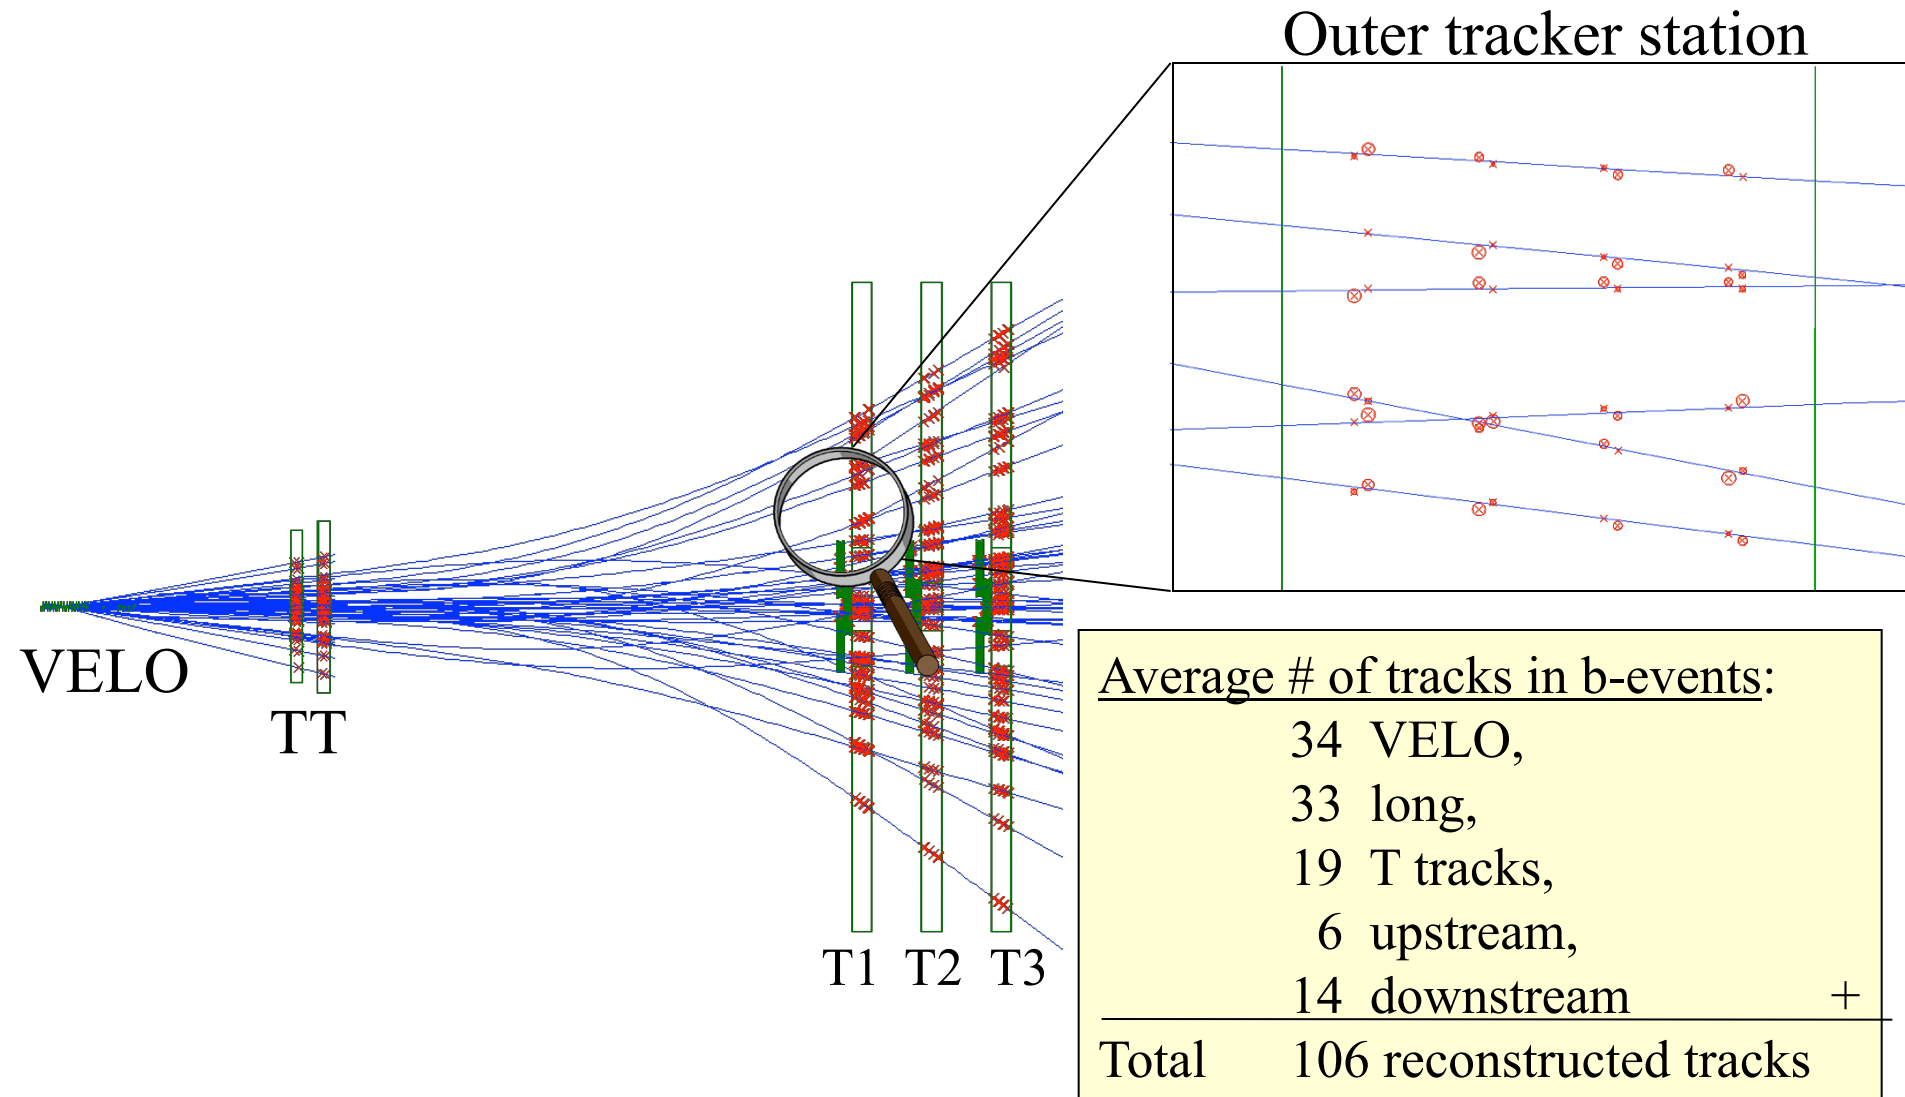 Outer tracker station
VELO
TT
T1 T2 T3
Average # of tracks in b-events:
34 VELO,
33 long,
19 T tracks,
6 upstream,
14 downstream +
Total 106 reconstructed tracks